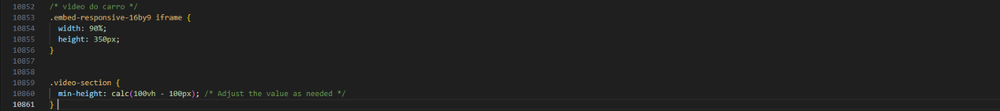 10852 /* video do carro */
10853 .embed-responsive-16by9 iframe {
10854 width: 90%;
10855 height: 350px;
10856 }
10857
10858
10859 .video-section {
10860 min-height: calc(100vh - 100px); /* Adjust the value as needed */
10861 }